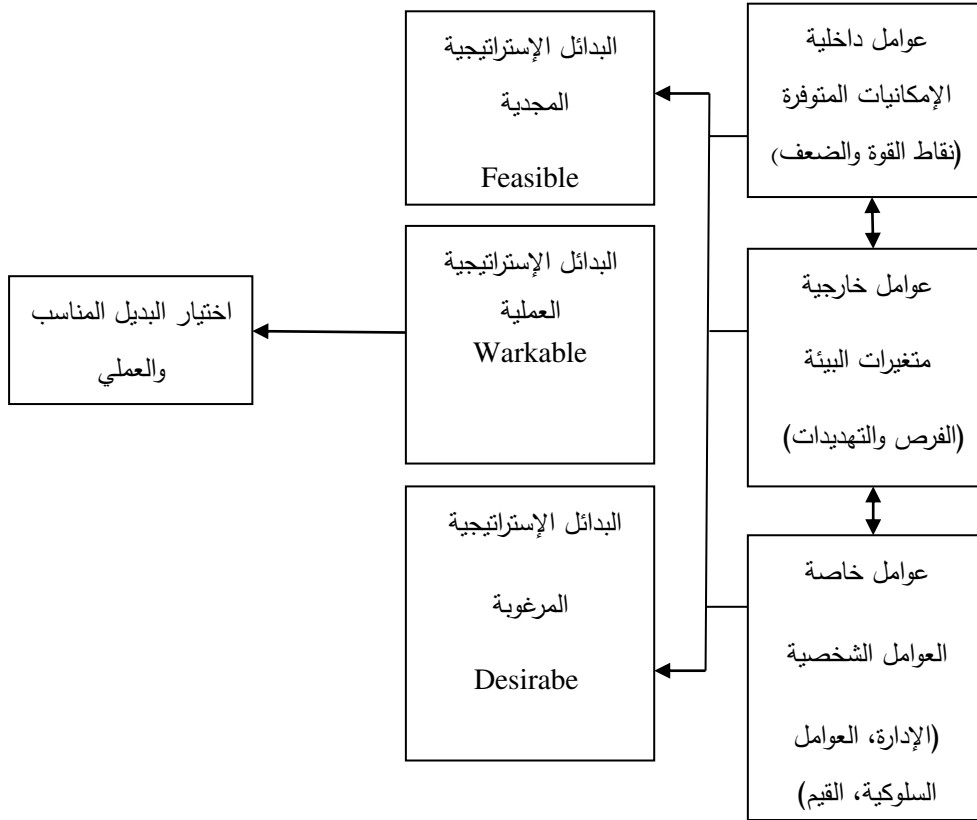 عوامل داخلية
الإمكانيات المتوفرة
(نقاط القوة والضعف)
عوامل خارجية
متغيرات البيئة
(الفرص والتهديدات)
عوامل خاصة
العوامل الشخصية
(الإدارة، العوامل
السلوكية، القيم)
البدائل الإستراتيجية
المجدية
Feasible
البدائل الإستراتيجية
العملية
Warkable
البدائل الإستراتيجية
المرغوبة
Desirabe
اختيار البديل المناسب
والعملي